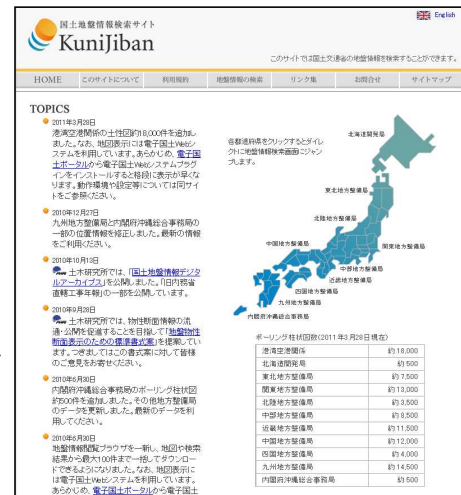 国土地盤情報検索サイト
KuniJiban
English
このサイトでは国土交通省の地盤情報を検索することができます。
HOME このサイトについて 利用規約 地盤情報の検索 リンク集 お問合せ サイトマップ
TOPICS
2011年3月28日
港湾空港関係の土性図約18,000件を追加し
ました。なお、地図表示には電子国土Webシ
ステムを利用しています。あらかじめ、電子国
土ポータルから電子国土Webシステムプラグ
インをインストールすると格段に表示が早くな
ります。動作環境や設定等については同サイ
トをご参照ください。
2010年12月27日
九州地方整備局と内閣府沖縄総合事務局の
一部の位置情報を修正しました。最新の情報
をご利用ください。
2010年10月13日
土木研究所では、「国土地盤情報デジタ
ルアーカイブス」を公開しました。「旧内務省
直轄工事年報」の一部を公開しています。
2010年9月28日
土木研究所では、物性断面情報の流
通・公開を促進することを目指して「地盤物性
断面表示のための標準書式案」を提案してい
ます。つきましてはこの書式案に対して皆様
のご意見をお寄せください。
2010年6月30日
内閣府沖縄総合事務局のボーリング柱状図
約500件を追加しました。その他地方整備局
のデータを更新しました。最新のデータを利
用してください。
2010年6月30日
地盤情報閲覧ブラウザを一新し、地図や検索
結果から最大100件まで一括してダウンロー
ドできるようになりました。なお、地図表示に
は電子国土Webシステムを利用しています。
あらかじめ、電子国土ポータルから電子国土
各都道府県をクリックするとダイレ
クトに地盤情報検索画面にジャン
プします。
北海道開発局
東北地方整備局
北陸地方整備局
中国地方整備局
関東地方整備局
中部地方整備局
近畿地方整備局
四国地方整備局
九州地方整備局
内閣府沖縄総合事務局
ボーリング柱状図数(2011年3月28日現在)
港湾空港関係 約18,000
北海道開発局 約500
東北地方整備局 約7,500
関東地方整備局 約13,000
北陸地方整備局 約3,500
中部地方整備局 約8,500
近畿地方整備局 約11,500
中国地方整備局 約12,000
四国地方整備局 約4,000
九州地方整備局 約14,500
内閣府沖縄総合事務局 約500